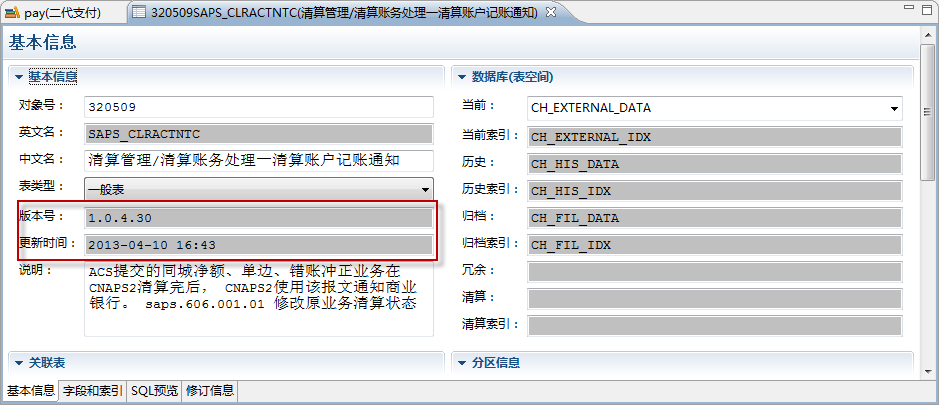 pay(二代支付)
320509SAPS_CLRACTNTC(清算管理/清算账务处理一清算账户记账通知)
基本信息
基本信息
对象号： 320509
英文名： SAPS_CLRACTNTC
中文名： 清算管理/清算账务处理一清算账户记账通知
表类型： 一般表
版本号： 1.0.4.30
更新时间： 2013-04-10 16:43
说明： ACS提交的同城净额、单边、错账冲正业务在
CNAPS2清算完后， CNAPS2使用该报文通知商业
银行。 saps.606.001.01 修改原业务清算状态
数据库(表空间)
当前： CH_EXTERNAL_DATA
当前索引： CH_EXTERNAL_IDX
历史： CH_HIS_DATA
历史索引： CH_HIS_IDX
归档： CH_FIL_DATA
归档索引： CH_FIL_IDX
冗余：
清算：
清算索引：
关联表
分区信息
基本信息 字段和索引 SQL预览 修订信息